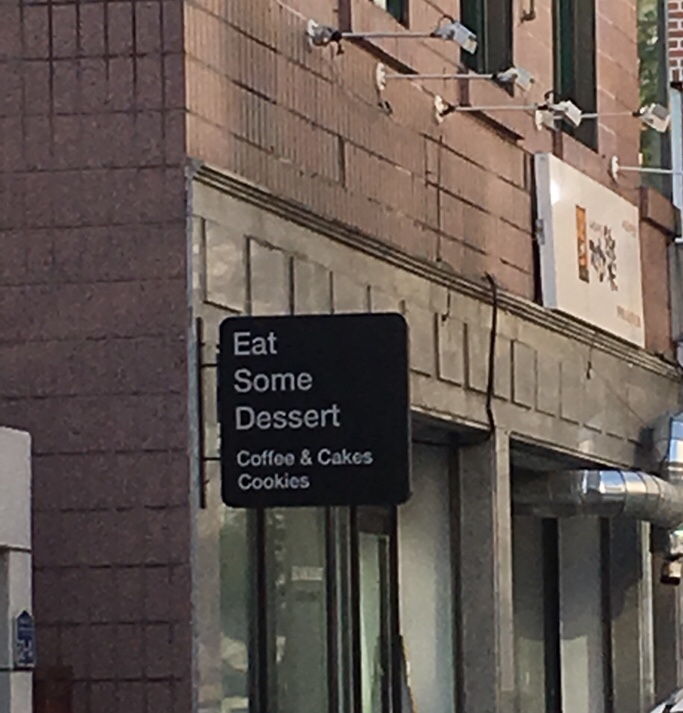 Eat
Some
Dessert
Coffee & Cakes
Cookies